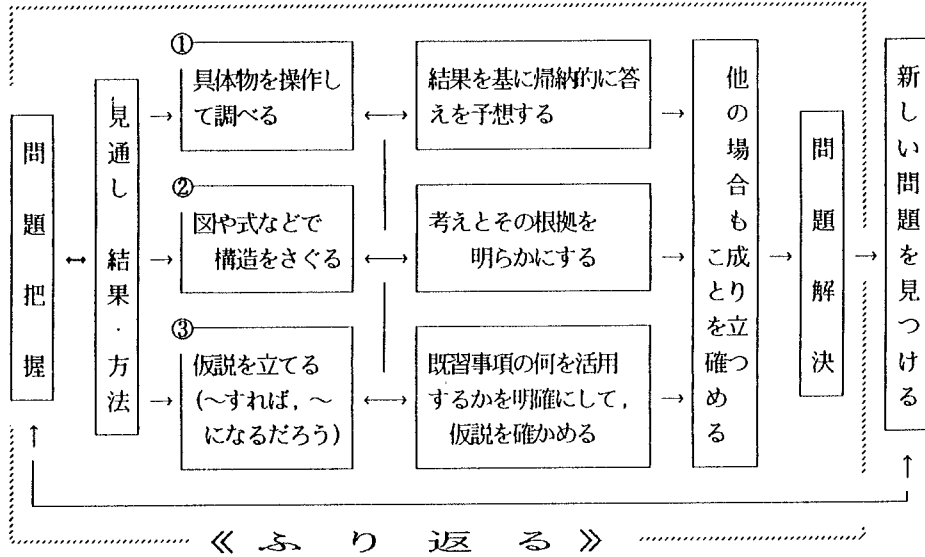 問題把握
見通し 結果・方法
①
具体物を操作し
て調べる
結果を基に帰納的に答
えを予想する
②
図や式などで
構造をさぐる
考えとその根拠を
明らかにする
③
仮説を立てる
(～すれば，～
になるだろう)
既習事項の何を活用
するかを明確にして，
仮説を確かめる
他の場合も成り立つ
ことを確かめる
問題解決
新しい問題を見つける
≪ふり返る≫